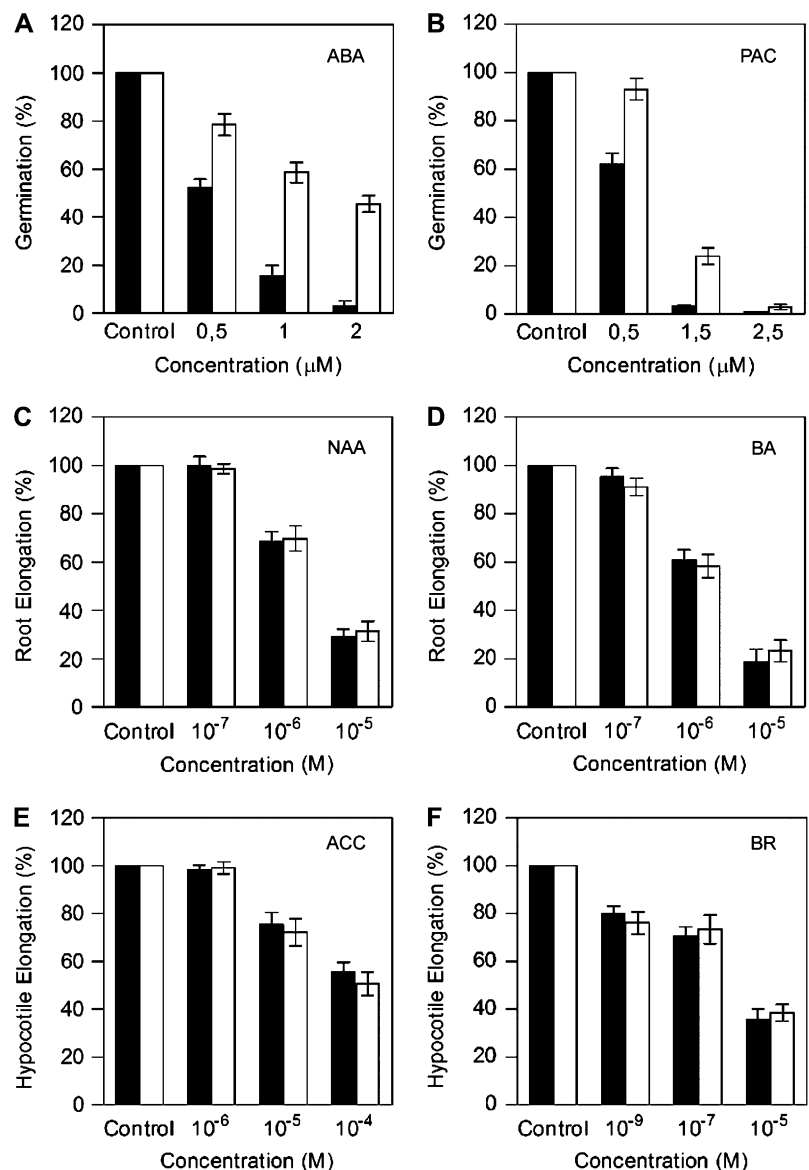 A
ABA
Germination (%)
120
100
80
60
40
20
0
Control 0,5 1 2
Concentration (μM)
B
PAC
Germination (%)
120
100
80
60
40
20
0
Control 0,5 1,5 2,5
Concentration (μM)
C
NAA
Root Elongation (%)
120
100
80
60
40
20
0
Control 10⁻⁷ 10⁻⁶ 10⁻⁵
Concentration (M)
D
BA
Root Elongation (%)
120
100
80
60
40
20
0
Control 10⁻⁷ 10⁻⁶ 10⁻⁵
Concentration (M)
E
ACC
Hypocotile Elongation (%)
120
100
80
60
40
20
0
Control 10⁻⁶ 10⁻⁵ 10⁻⁴
Concentration (M)
F
BR
Hypocotile Elongation (%)
120
100
80
60
40
20
0
Control 10⁻⁹ 10⁻⁷ 10⁻⁵
Concentration (M)